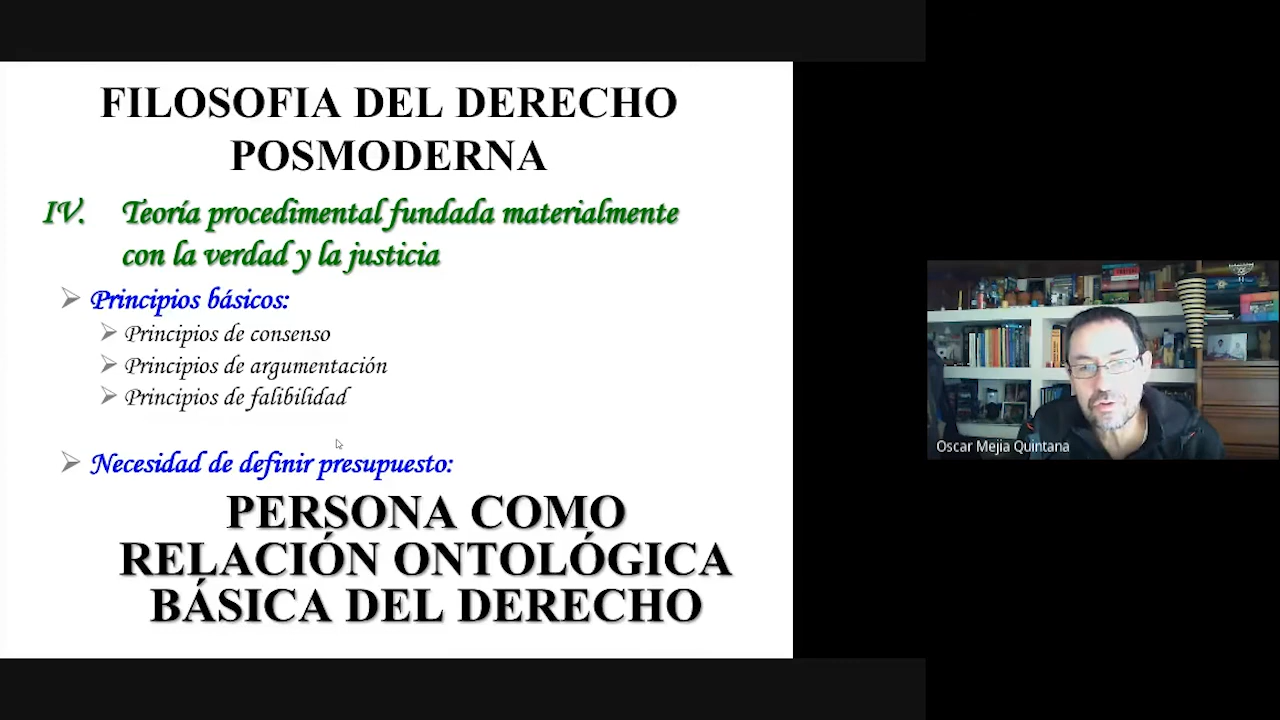 FILOSOFIA DEL DERECHO
POSMODERNA
IV. Teoría procedimental fundada materialmente
con la verdad y la justicia
Principios básicos:
Principios de consenso
Principios de argumentación
Principios de falibilidad
Necesidad de definir presupuesto:
PERSONA COMO
RELACIÓN ONTOLÓGICA
BÁSICA DEL DERECHO
Oscar Mejia Quintana